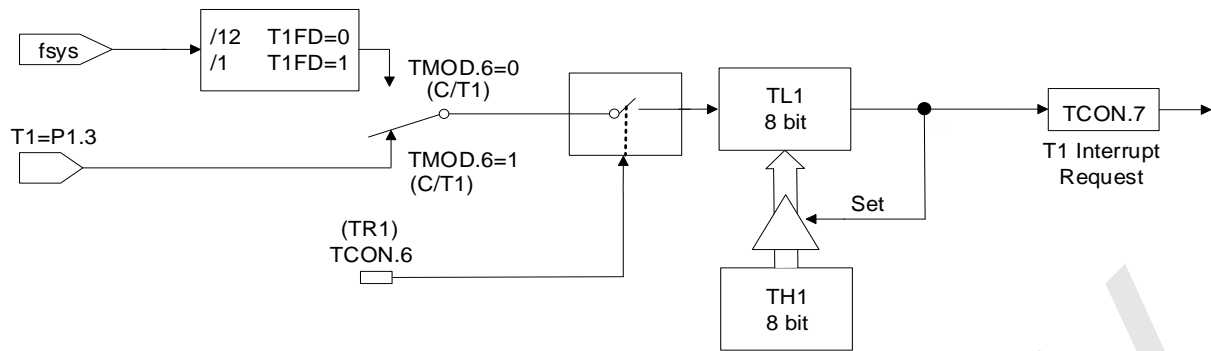 fsys
/12 T1FD=0
/1 T1FD=1
TMOD.6=0
(C/T1)
T1=P1.3
TMOD.6=1
(C/T1)
(TR1)
TCON.6
TL1
8 bit
TCON.7
T1 Interrupt
Request
Set
TH1
8 bit